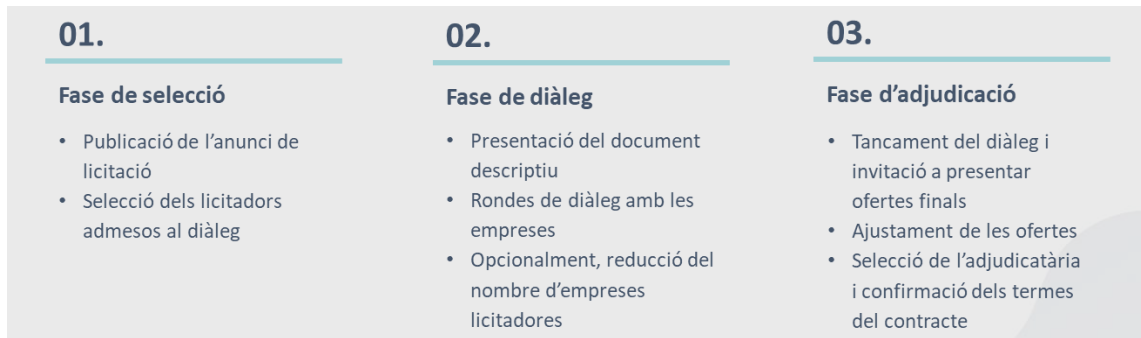 01.
Fase de selecció
• Publicació de l’anunci de
licitació
• Selecció dels licitadors
admesos al diàleg
02.
Fase de diàleg
• Presentació del document
descriptiu
• Rondes de diàleg amb les
empreses
• Opcionalment, reducció del
nombre d’empreses
licitadores
03.
Fase d’adjudicació
• Tancament del diàleg i
invitació a presentar
ofertes finals
• Ajustament de les ofertes
• Selecció de l’adjudicatària
i confirmació dels termes
del contracte